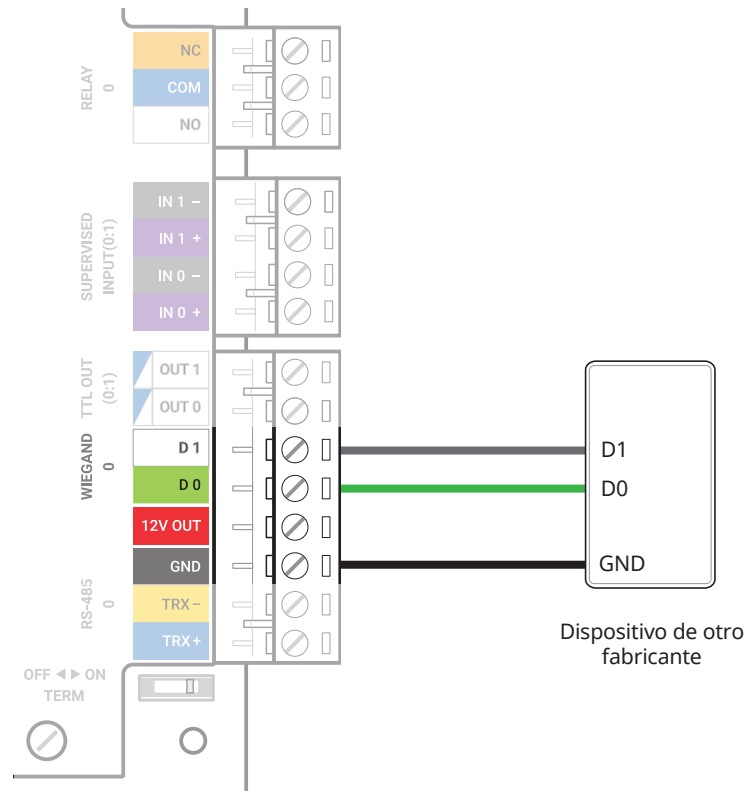 RELAY
0
NC
COM
NO
SUPERVISED
INPUT(0:1)
IN 1 –
IN 1 +
IN 0 –
IN 0 +
TTL OUT
(0:1)
OUT 1
OUT 0
WIEGAND
0
D 1
D 0
12V OUT
GND
RS-485
0
TRX –
TRX +
OFF ◀ ▶ ON
TERM
D1
D0
GND
Dispositivo de otro
fabricante